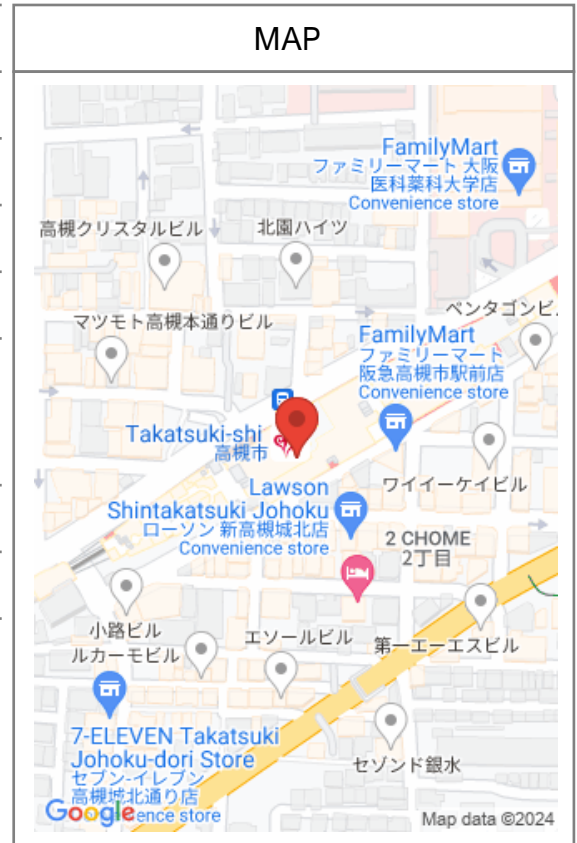 MAP
FamilyMart
ファミリーマート 大阪
医科薬科大学店
Convenience store
高槻クリスタルビル
北園ハイツ
ペンタゴンビ
マツモト高槻本通りビル
FamilyMart
ファミリーマート
阪急高槻市駅前店
Convenience store
Takatsuki-shi
高槻市
Lawson
Shintakatsuki Johoku
ローソン 新高槻城北店
Convenience store
ワイイーケイビル
2 CHOME
2丁目
小路ビル
ルカーモビル
エソールビル
第一エーエスビル
7-ELEVEN Takatsuki
Johoku-dori Store
セブン-イレブン
高槻城北通り店
ence store
セゾンド銀水
Google
Map data ©2024